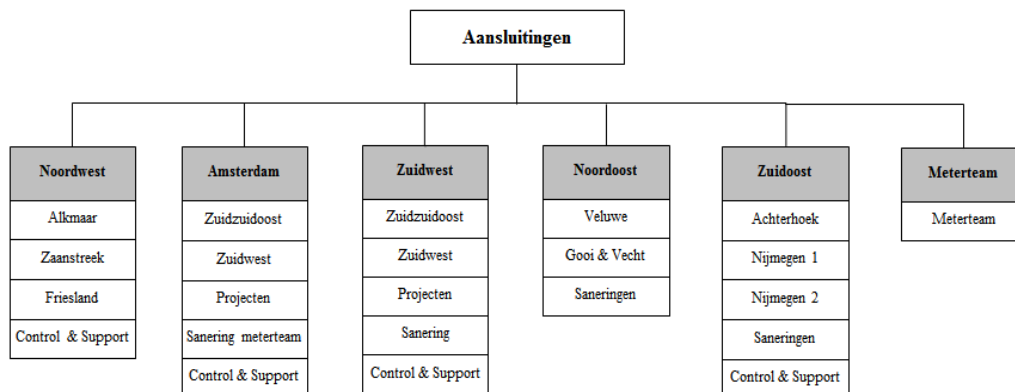 Aansluitingen
Noordwest
Alkmaar
Zaanstreek
Friesland
Control & Support
Amsterdam
Zuidzuidoost
Zuidwest
Projecten
Sanering meterteam
Control & Support
Zuidwest
Zuidzuidoost
Zuidwest
Projecten
Sanering
Control & Support
Noordoost
Veluwe
Gooi & Vecht
Saneringen
Zuidoost
Achterhoek
Nijmegen 1
Nijmegen 2
Saneringen
Control & Support
Meterteam
Meterteam